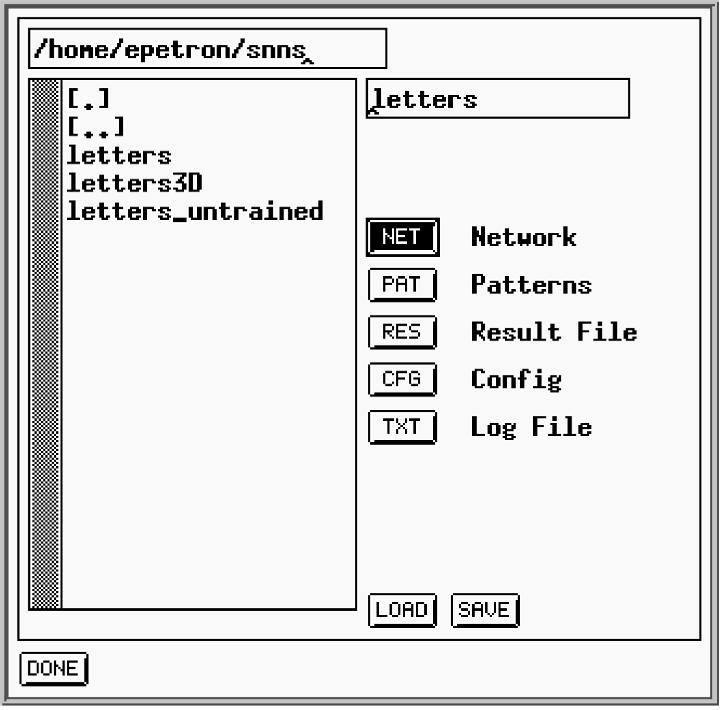 /home/epetron/snns
[.]
[..]
letters
letters3D
letters_untrained
letters
NET Network
PAT Patterns
RES Result File
CFG Config
TXT Log File
LOAD SAVE
DONE